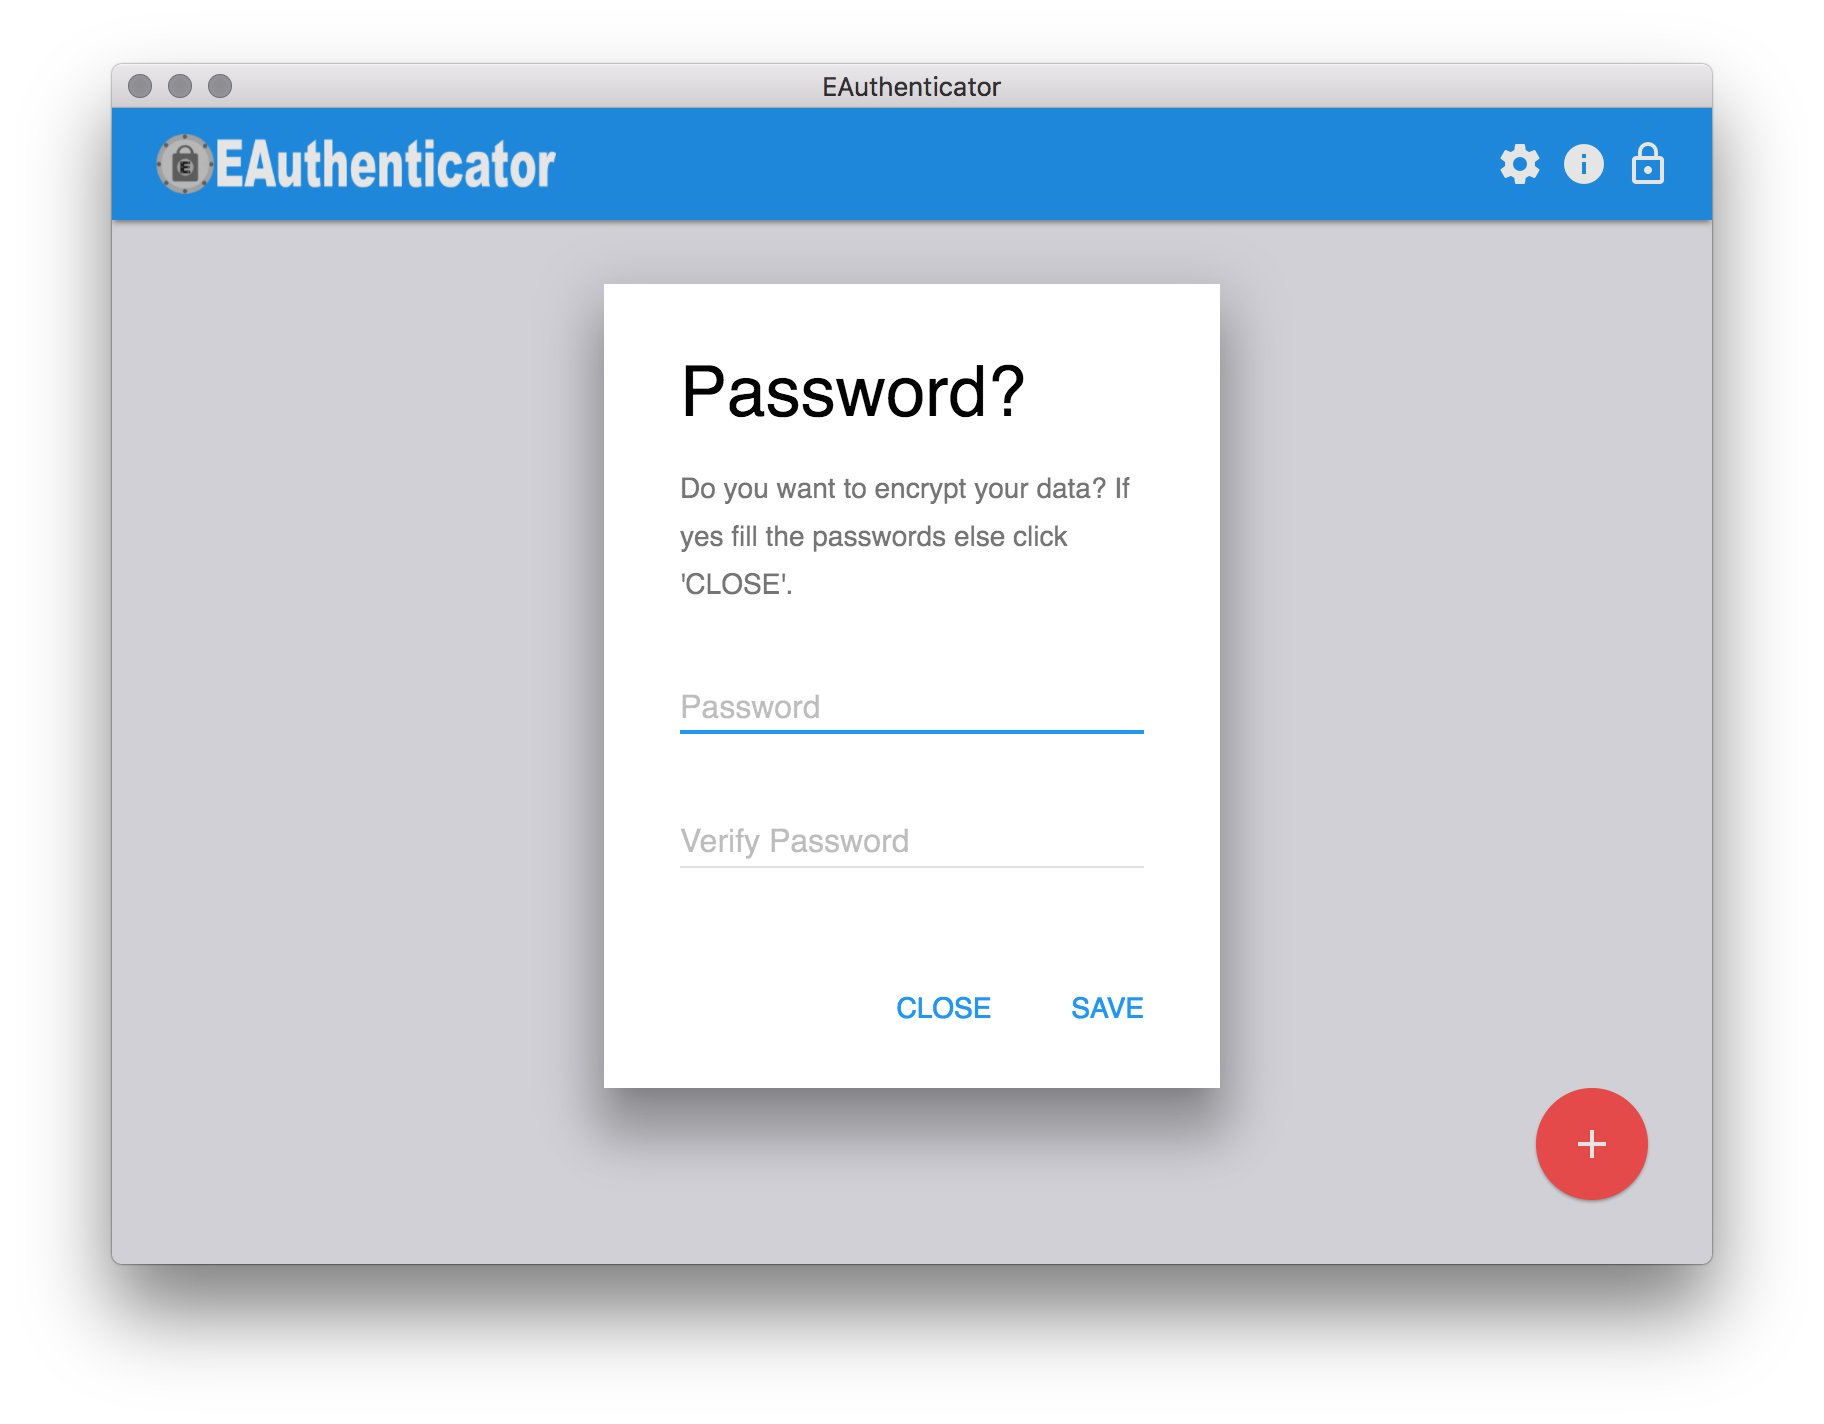 EAuthenticator
EAuthenticator
Password?
Do you want to encrypt your data? If
yes fill the passwords else click
'CLOSE'.
Password
Verify Password
CLOSE SAVE